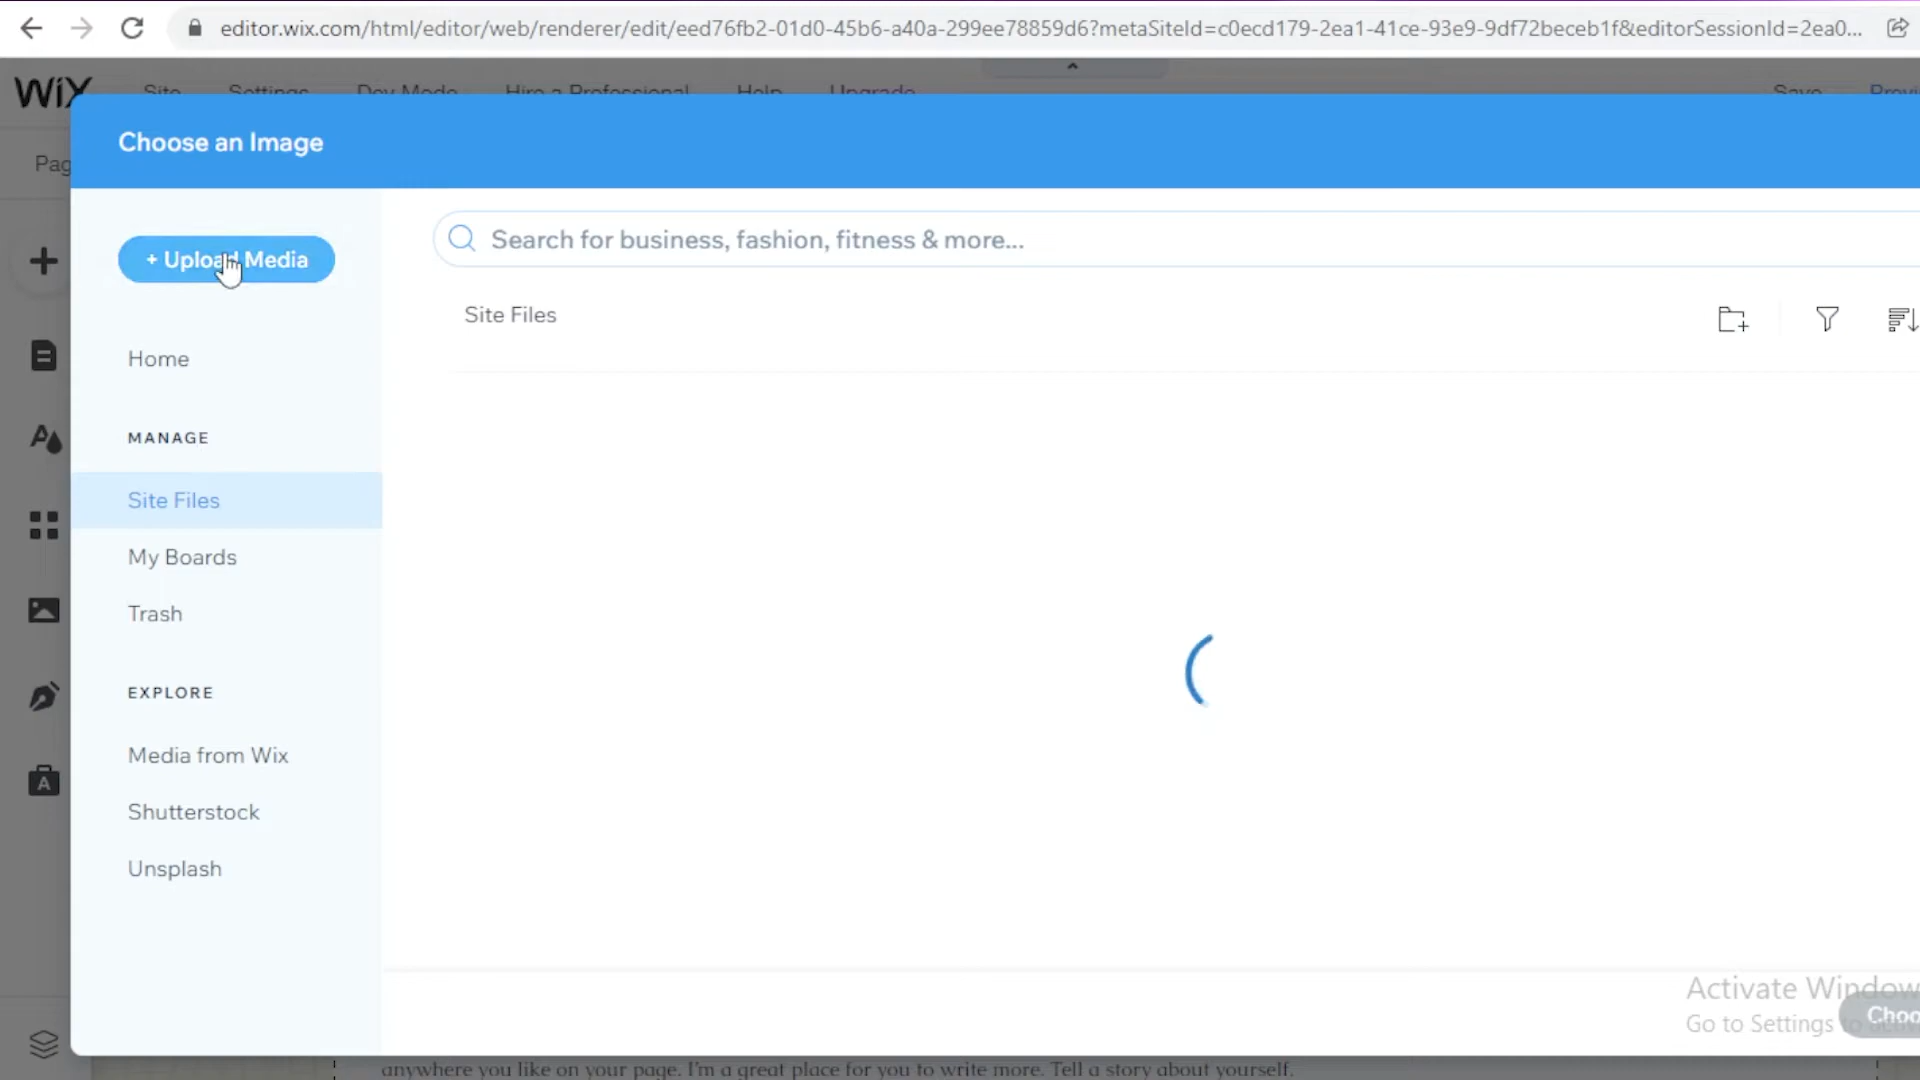 editor.wix.com/html/editor/web/renderer/edit/eed76fb2-01d0-45b6-a40a-299ee78859d6?metaSiteId=c0ecd179-2ea1-41ce-93e9-9df72beceb1f&editorSessionId=2ea0...
WiX Site Settings Dev Mode Hire a Professional Help Upgrade Save Previ
Pag
Choose an Image
+ Upload Media
Search for business, fashion, fitness & more...
Site Files
Home
MANAGE
Site Files
My Boards
Trash
EXPLORE
Media from Wix
Shutterstock
Unsplash
Activate Window
Go to Settings to
Choo
anywhere you like on your page. I'm a great place for you to write more. Tell a story about yourself.